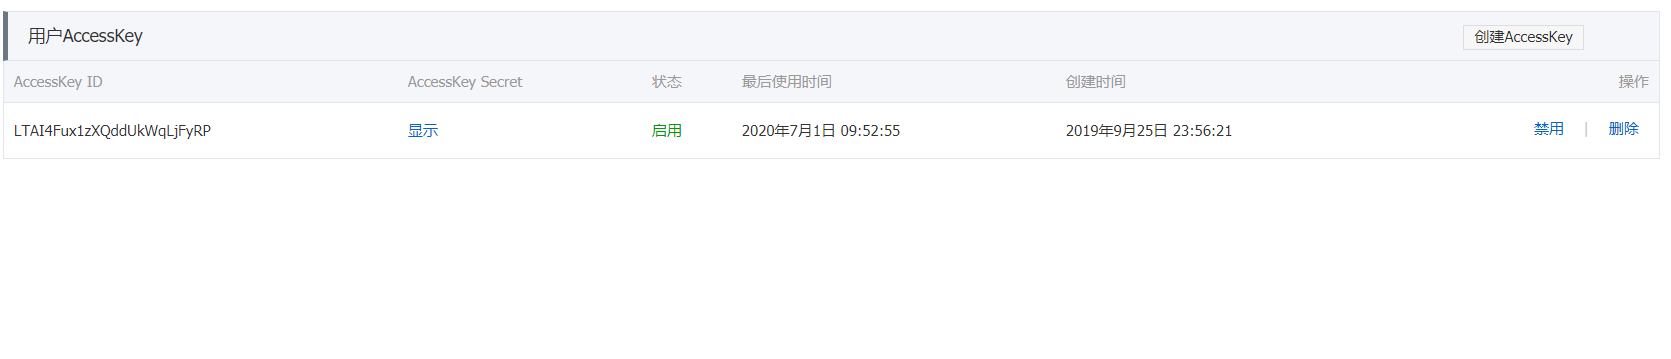 用户AccessKey 创建AccessKey
AccessKey ID AccessKey Secret 状态 最后使用时间 创建时间 操作
LTAI4Fux1zXQddUkWqLjFyRP 显示 启用 2020年7月1日 09:52:55 2019年9月25日 23:56:21 禁用 | 删除